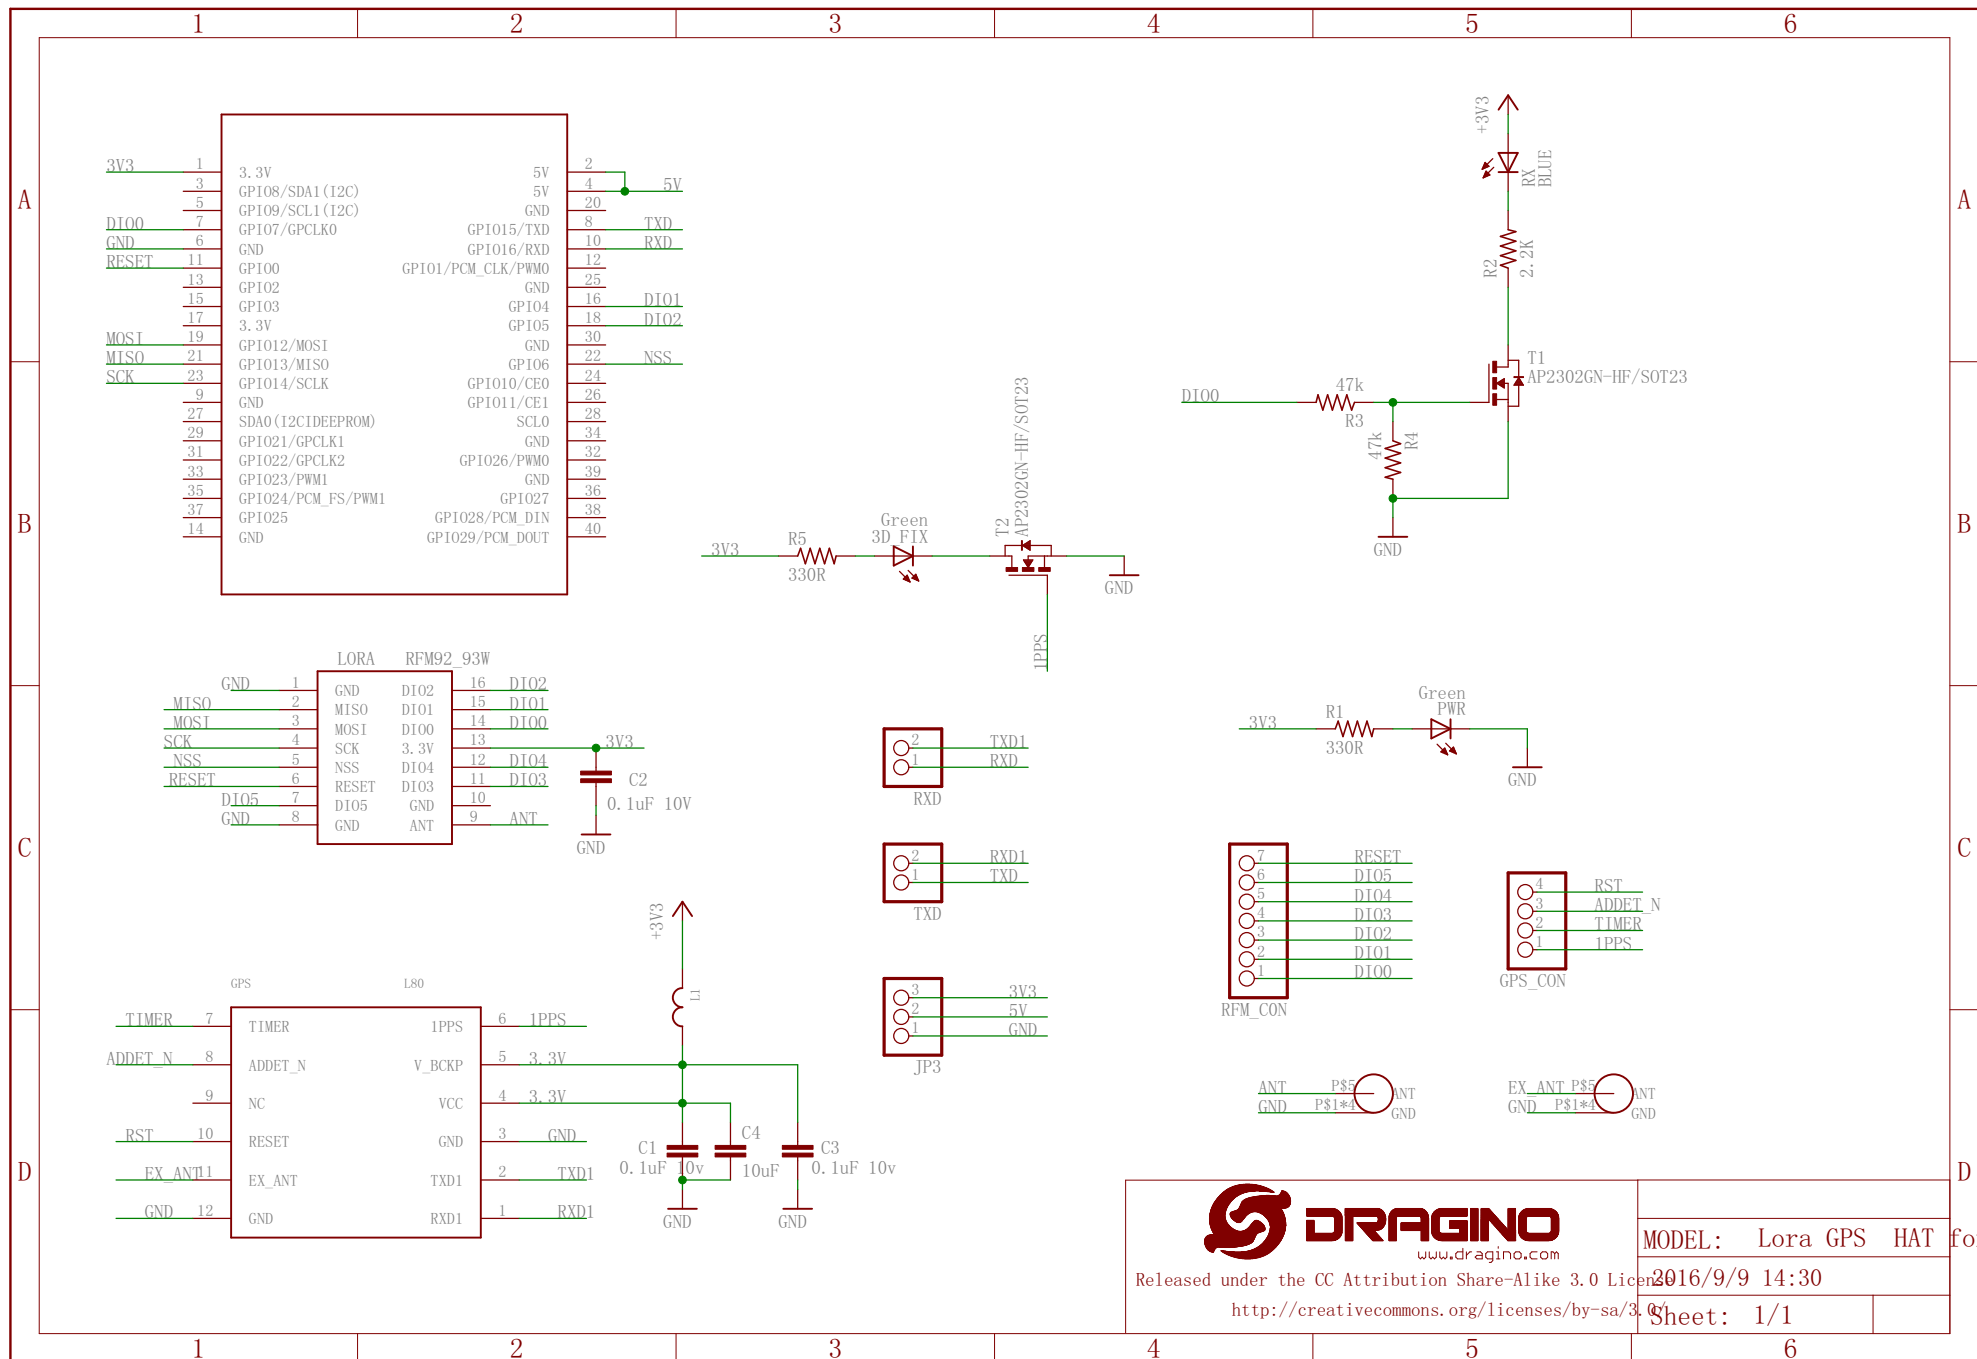 1 2 3 4 5 6
A A
B B
C C
D D
3V3 1 3.3V
3 GPIO8/SDA1(I2C)
5 GPIO9/SCL1(I2C)
DIO0 7 GPIO7/GPCLK0
GND 6 GND
RESET 11 GPIO0
13 GPIO2
15 GPIO3
17 3.3V
MOSI 19 GPIO12/MOSI
MISO 21 GPIO13/MISO
SCK 23 GPIO14/SCLK
9 GND
27 SDA0(I2CIDEEPROM)
29 GPIO21/GPCLK1
31 GPIO22/GPCLK2
33 GPIO23/PWM1
35 GPIO24/PCM_FS/PWM1
37 GPIO25
14 GND
5V 2
5V 4 5V
GND 20
GPIO15/TXD 8 TXD
GPIO16/RXD 10 RXD
GPIO1/PCM_CLK/PWM0 12
GND 25
GPIO4 16 DIO1
GPIO5 18 DIO2
GND 30
GPIO6 22 NSS
GPIO10/CE0 24
GPIO11/CE1 26
SCL0 28
GND 34
GPIO26/PWM0 32
GND 39
GPIO27 36
GPIO28/PCM_DIN 38
GPIO29/PCM_DOUT 40
+3V3
RX
BLUE
R2
2.2K
T1
AP2302GN-HF/SOT23
DIO0
47k
R3
47k
R4
GND
3V3
R5
330R
Green
3D FIX
T2
AP2302GN-HF/SOT23
GND
1PPS
LORA RFM92_93W
GND 1 GND
MISO 2 MISO
MOSI 3 MOSI
SCK 4 SCK
NSS 5 NSS
RESET 6 RESET
DIO5 7 DIO5
GND 8 GND
DIO2 16 DIO2
DIO1 15 DIO1
DIO0 14 DIO0
3.3V 13 3V3
DIO4 12 DIO4
DIO3 11 DIO3
GND 10
ANT 9 ANT
C2
0.1uF 10V
GND
2 TXD1
1 RXD
RXD
2 RXD1
1 TXD
TXD
3 3V3
2 5V
1 GND
JP3
3V3
R1
330R
Green
PWR
GND
7 RESET
6 DIO5
5 DIO4
4 DIO3
3 DIO2
2 DIO1
1 DIO0
RFM_CON
4 RST
3 ADDET_N
2 TIMER
1 1PPS
GPS_CON
ANT P$5 ANT
GND P$1*4 GND
EX_ANT P$5 ANT
GND P$1*4 GND
GPS L80
TIMER 7 TIMER
ADDET_N 8 ADDET_N
9 NC
RST 10 RESET
EX_ANT 11 EX_ANT
GND 12 GND
1PPS 6 1PPS
V_BCKP 5 3.3V
VCC 4 3.3V
GND 3 GND
TXD1 2 TXD1
RXD1 1 RXD1
+3V3
L1
C1
0.1uF 10v
C4
10uF
C3
0.1uF 10v
GND
GND
DRAGINO
www.dragino.com
Released under the CC Attribution Share-Alike 3.0 License
http://creativecommons.org/licenses/by-sa/3.0/
MODEL: Lora GPS HAT fo
2016/9/9 14:30
Sheet: 1/1
1 2 3 4 5 6